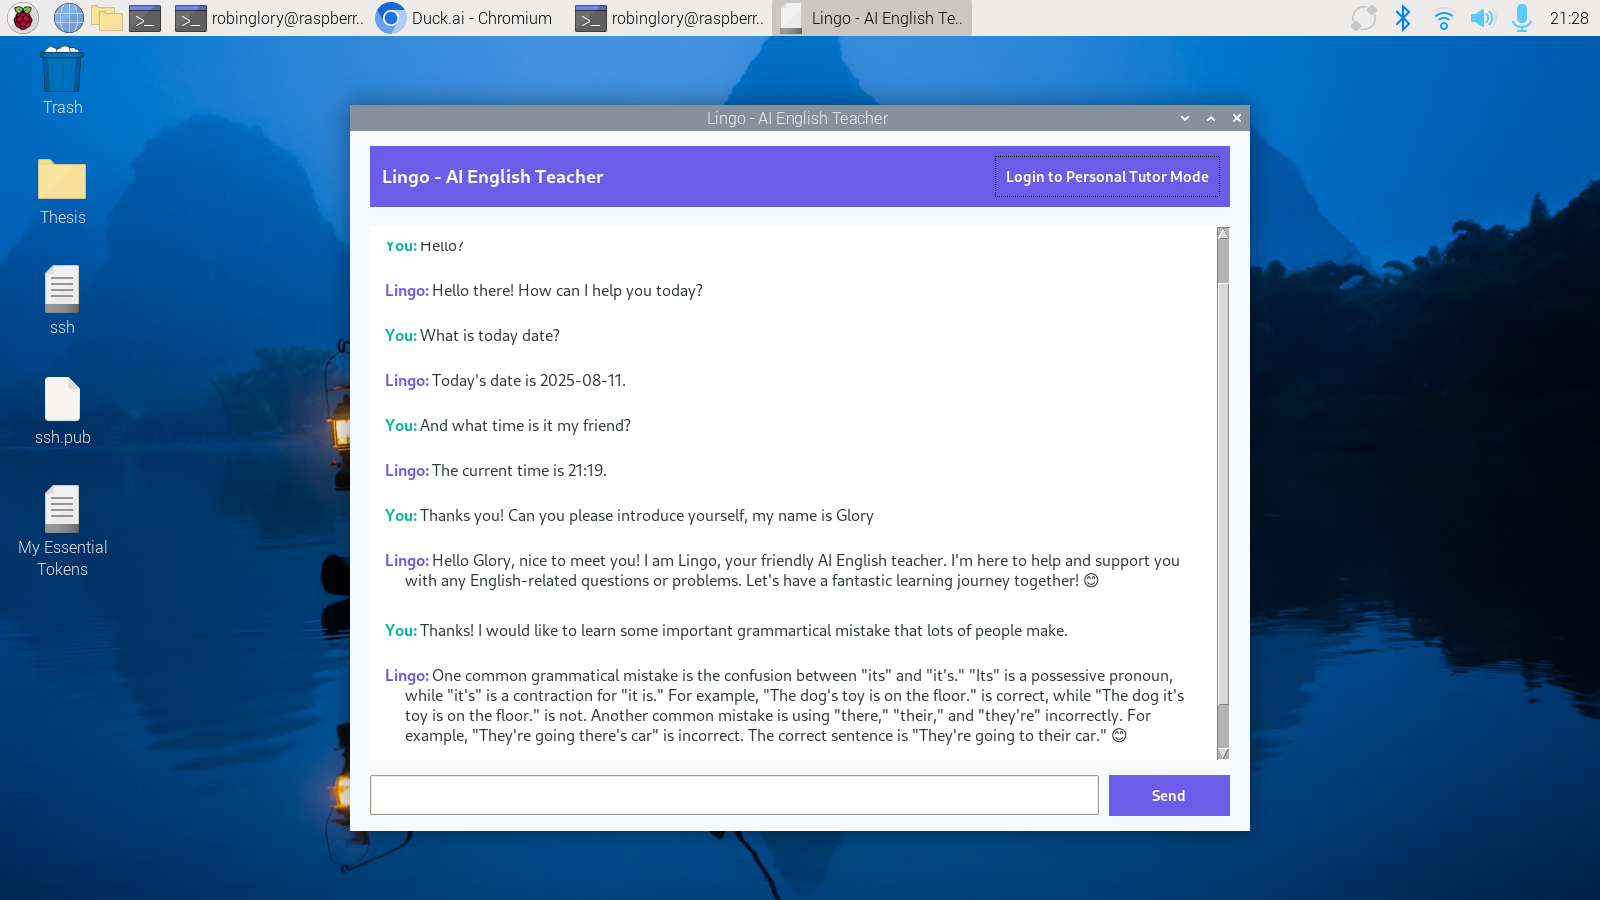 robinglory@raspberr..
Duck.ai - Chromium
robinglory@raspberr..
Lingo - AI English Te..
21:28
Trash
Thesis
ssh
ssh.pub
My Essential
Tokens
Lingo - AI English Teacher
Lingo - AI English Teacher
Login to Personal Tutor Mode
You: Hello?
Lingo: Hello there! How can I help you today?
You: What is today date?
Lingo: Today's date is 2025-08-11.
You: And what time is it my friend?
Lingo: The current time is 21:19.
You: Thanks you! Can you please introduce yourself, my name is Glory
Lingo: Hello Glory, nice to meet you! I am Lingo, your friendly AI English teacher. I'm here to help and support you
with any English-related questions or problems. Let's have a fantastic learning journey together! 😊
You: Thanks! I would like to learn some important grammartical mistake that lots of people make.
Lingo: One common grammatical mistake is the confusion between "its" and "it's." "Its" is a possessive pronoun,
while "it's" is a contraction for "it is." For example, "The dog's toy is on the floor." is correct, while "The dog it's
toy is on the floor." is not. Another common mistake is using "there," "their," and "they're" incorrectly. For
example, "They're going there's car" is incorrect. The correct sentence is "They're going to their car." 😊
Send